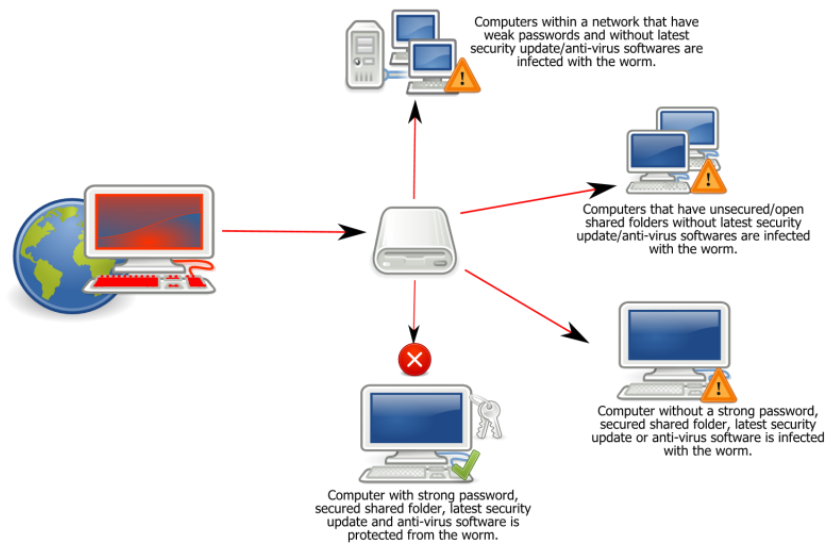 Computers within a network that have
weak passwords and without latest
security update/anti-virus softwares are
infected with the worm.
Computers that have unsecured/open
shared folders without latest security
update/anti-virus softwares are infected
with the worm.
Computer without a strong password,
secured shared folder, latest security
update or anti-virus software is infected
with the worm.
Computer with strong password,
secured shared folder, latest security
update and anti-virus software is
protected from the worm.